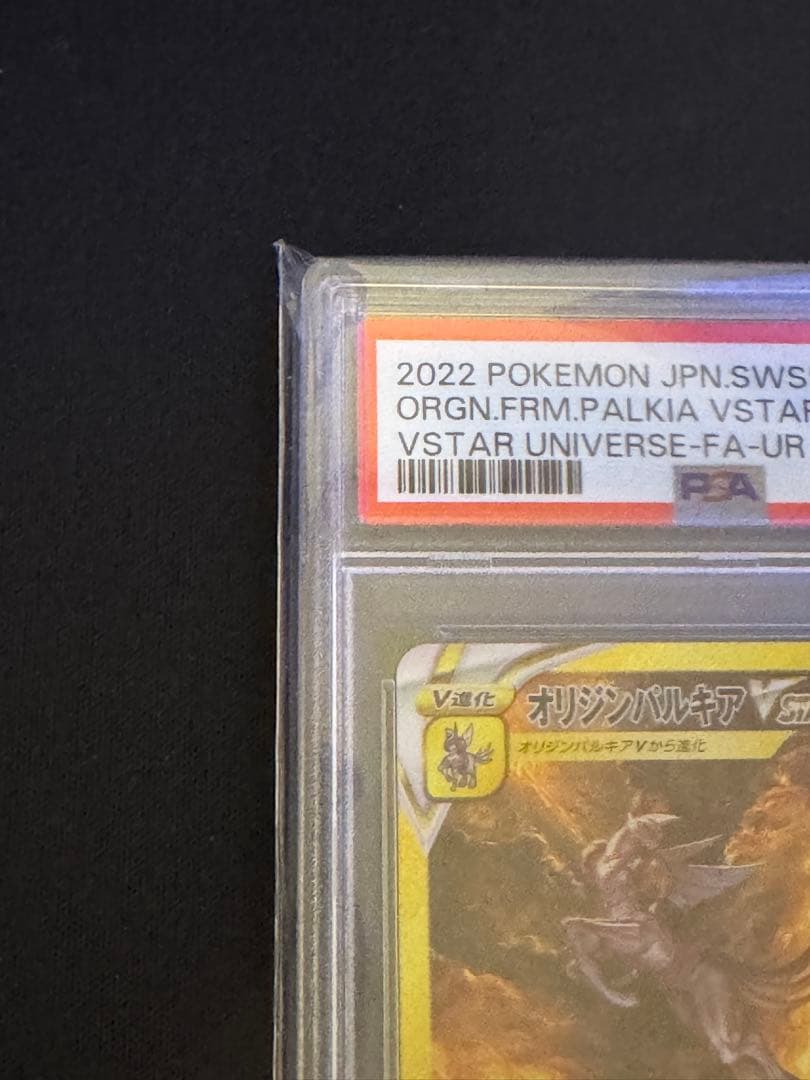 2022 POKEMON JPN.SWS
ORGN.FRM.PALKIA VSTAR
VSTAR UNIVERSE-FA-UR
PSA
V進化
オリジンパルキア VST
オリジンパルキアVから進化